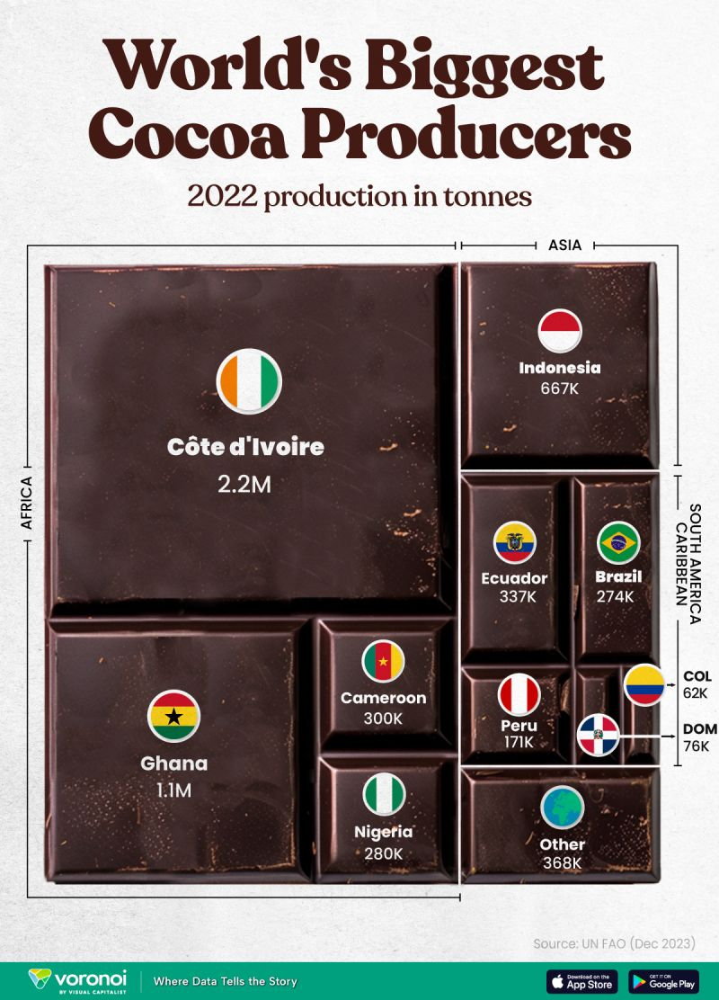 World's Biggest
Cocoa Producers
2022 production in tonnes
AFRICA
ASIA
Côte d'Ivoire
2.2M
Indonesia
667K
SOUTH AMERICA
CARIBBEAN
Ecuador
337K
Brazil
274K
Ghana
1.1M
Cameroon
300K
Nigeria
280K
Peru
171K
COL
62K
DOM
76K
Other
368K
Source: UN FAO (Dec 2023)
voronoi
BY VISUAL CAPITALIST
Where Data Tells the Story
Download on the
App Store
GET IT ON
Google Play